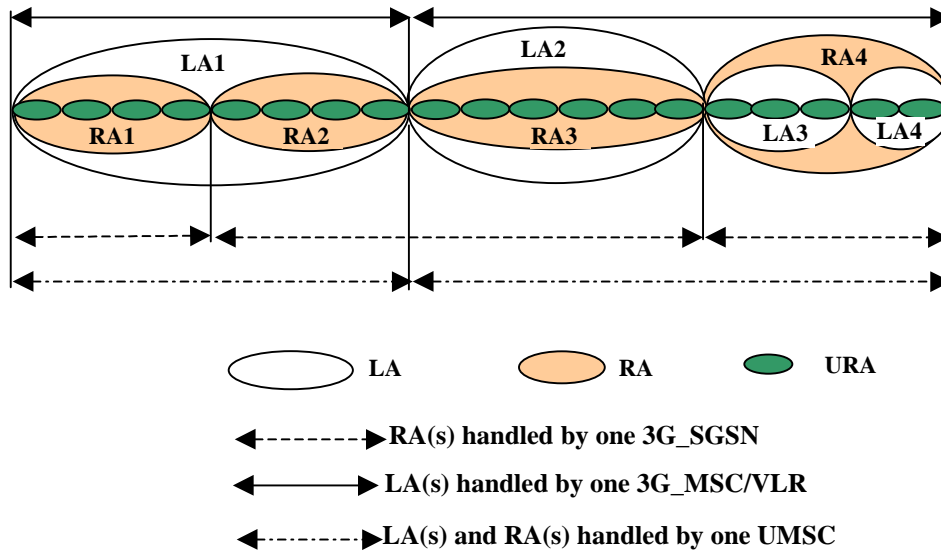 LA1
LA2
RA4
RA1
RA2
RA3
LA3
LA4
LA
RA
URA
RA(s) handled by one 3G_SGSN
LA(s) handled by one 3G_MSC/VLR
LA(s) and RA(s) handled by one UMSC